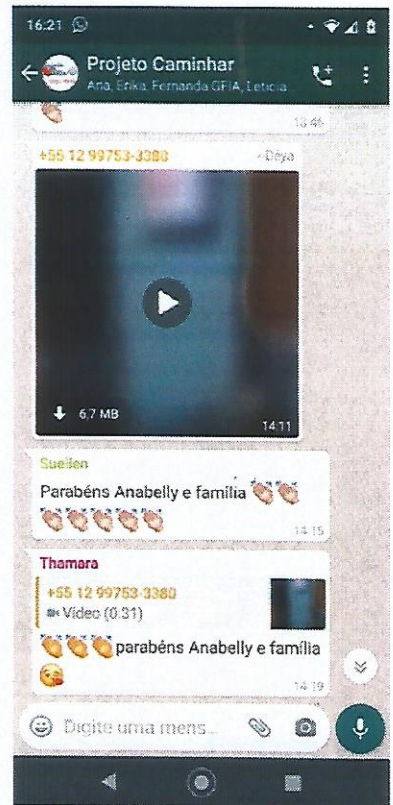 16:21
Projeto Caminhar
Ana, Erika, Fernanda GFIA, Leticia...
13:46
+55 12 99753-3380 ~Déya
6,7 MB
14:11
Suellen
Parabéns Anabelly e família 👏👏
👏👏👏👏👏
14:15
Thamara
+55 12 99753-3380
Vídeo (0:31)
👏👏👏parabéns Anabelly e família
😘
14:19
Digite uma mens...